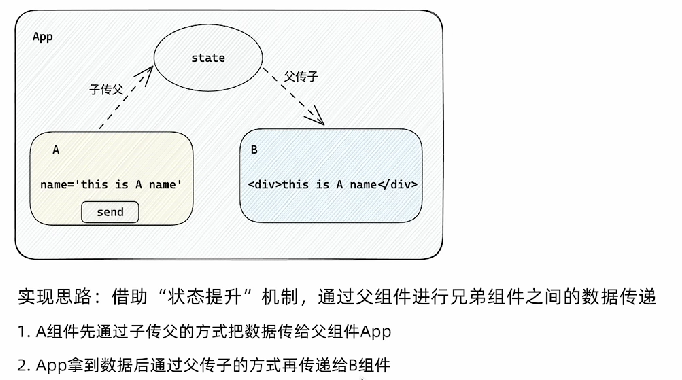 App
state
子传父
父传子
A
B
name='this is A name'
<div>this is A name</div>
send
实现思路：借助“状态提升”机制，通过父组件进行兄弟组件之间的数据传递
1. A组件先通过子传父的方式把数据传给父组件App
2. App拿到数据后通过父传子的方式再传递给B组件